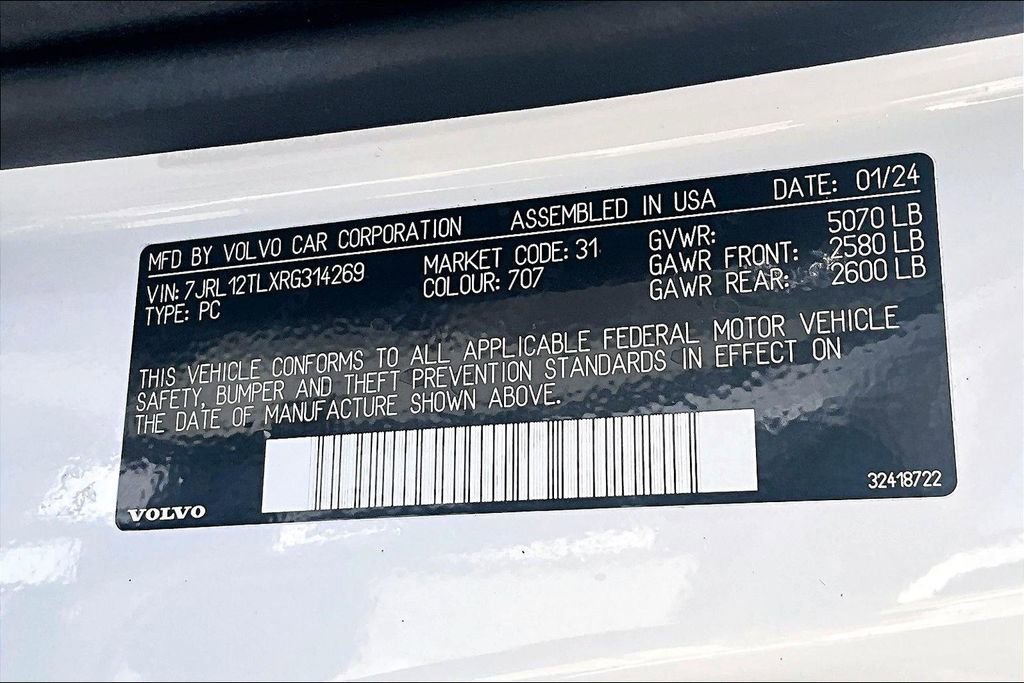 MFD BY VOLVO CAR CORPORATION ASSEMBLED IN USA DATE: 01/24
VIN: 7JRL12TLXRG314269 MARKET CODE: 31 GVWR: 5070 LB
TYPE: PC COLOUR: 707 GAWR FRONT: 2580 LB
GAWR REAR: 2600 LB
THIS VEHICLE CONFORMS TO ALL APPLICABLE FEDERAL MOTOR VEHICLE
SAFETY, BUMPER AND THEFT PREVENTION STANDARDS IN EFFECT ON
THE DATE OF MANUFACTURE SHOWN ABOVE.
VOLVO 32418722